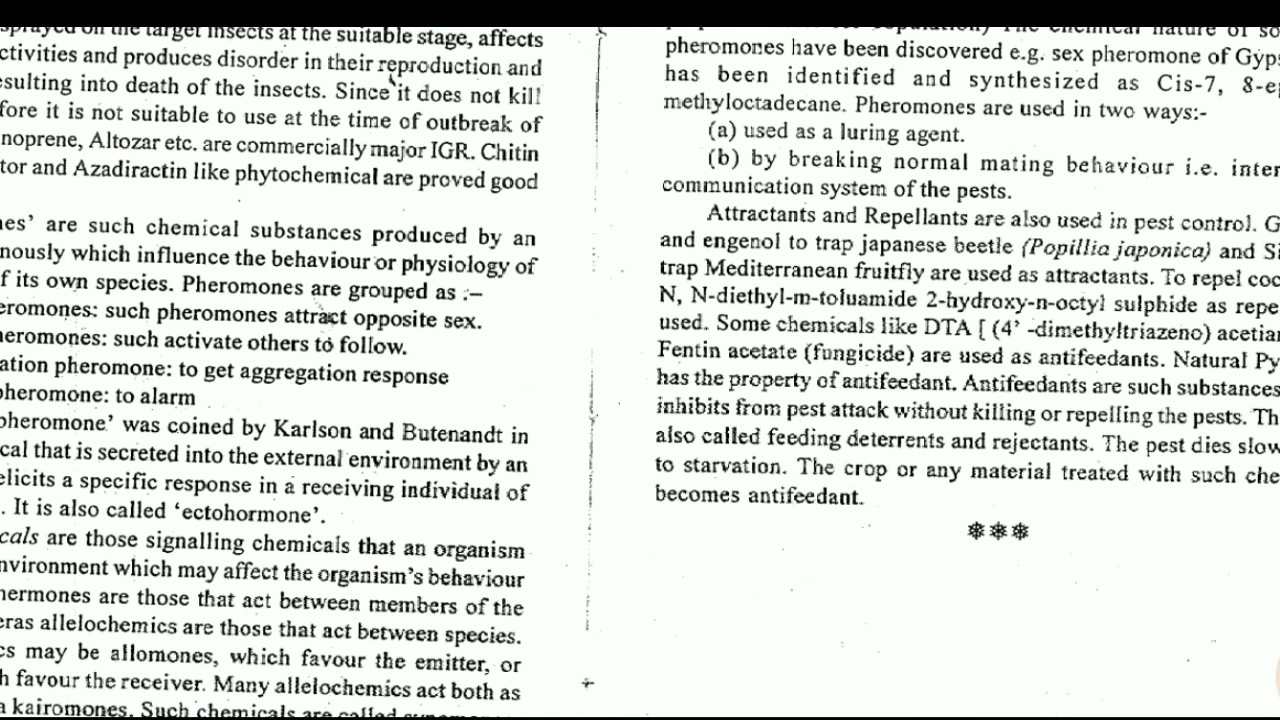 sprayed on the target insects at the suitable stage, affects
ctivities and produces disorder in their reproduction and
esulting into death of the insects. Since it does not kill
fore it is not suitable to use at the time of outbreak of
noprene, Altozar etc. are commercially major IGR. Chitin
tor and Azadiractin like phytochemical are proved good
nes' are such chemical substances produced by an
nously which influence the behaviour or physiology of
f its own species. Pheromones are grouped as :–
eromones: such pheromones attract opposite sex.
heromones: such activate others to follow.
ation pheromone: to get aggregation response
pheromone: to alarm
pheromone' was coined by Karlson and Butenandt in
cal that is secreted into the external environment by an
elicits a specific response in a receiving individual of
. It is also called 'ectohormone'.
cals are those signalling chemicals that an organism
nvironment which may affect the organism's behaviour
hermones are those that act between members of the
eras allelochemics are those that act between species.
cs may be allomones, which favour the emitter, or
h favour the receiver. Many allelochemics act both as
kairomones. Such chemicals are called
The chemical nature of so
pheromones have been discovered e.g. sex pheromone of Gyps
has been identified and synthesized as Cis-7, 8-ep
methyloctadecane. Pheromones are used in two ways:-
(a) used as a luring agent.
(b) by breaking normal mating behaviour i.e. inter
communication system of the pests.
Attractants and Repellants are also used in pest control. G
and engenol to trap japanese beetle (Popillia japonica) and Si
trap Mediterranean fruitfly are used as attractants. To repel coc
N, N-diethyl-m-toluamide 2-hydroxy-n-octyl sulphide as repe
used. Some chemicals like DTA [ (4' -dimethyltriazeno) acetian
Fentin acetate (fungicide) are used as antifeedants. Natural Py
has the property of antifeedant. Antifeedants are such substances
inhibits from pest attack without killing or repelling the pests. Th
also called feeding deterrents and rejectants. The pest dies slow
to starvation. The crop or any material treated with such che
becomes antifeedant.
❄❄❄